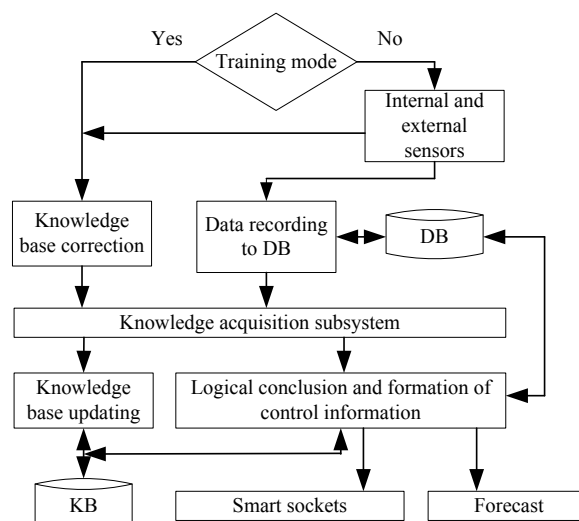 Yes
No
Training mode
Internal and
external
sensors
Knowledge
base correction
Data recording
to DB
DB
Knowledge acquisition subsystem
Knowledge
base updating
Logical conclusion and formation of
control information
KB
Smart sockets
Forecast